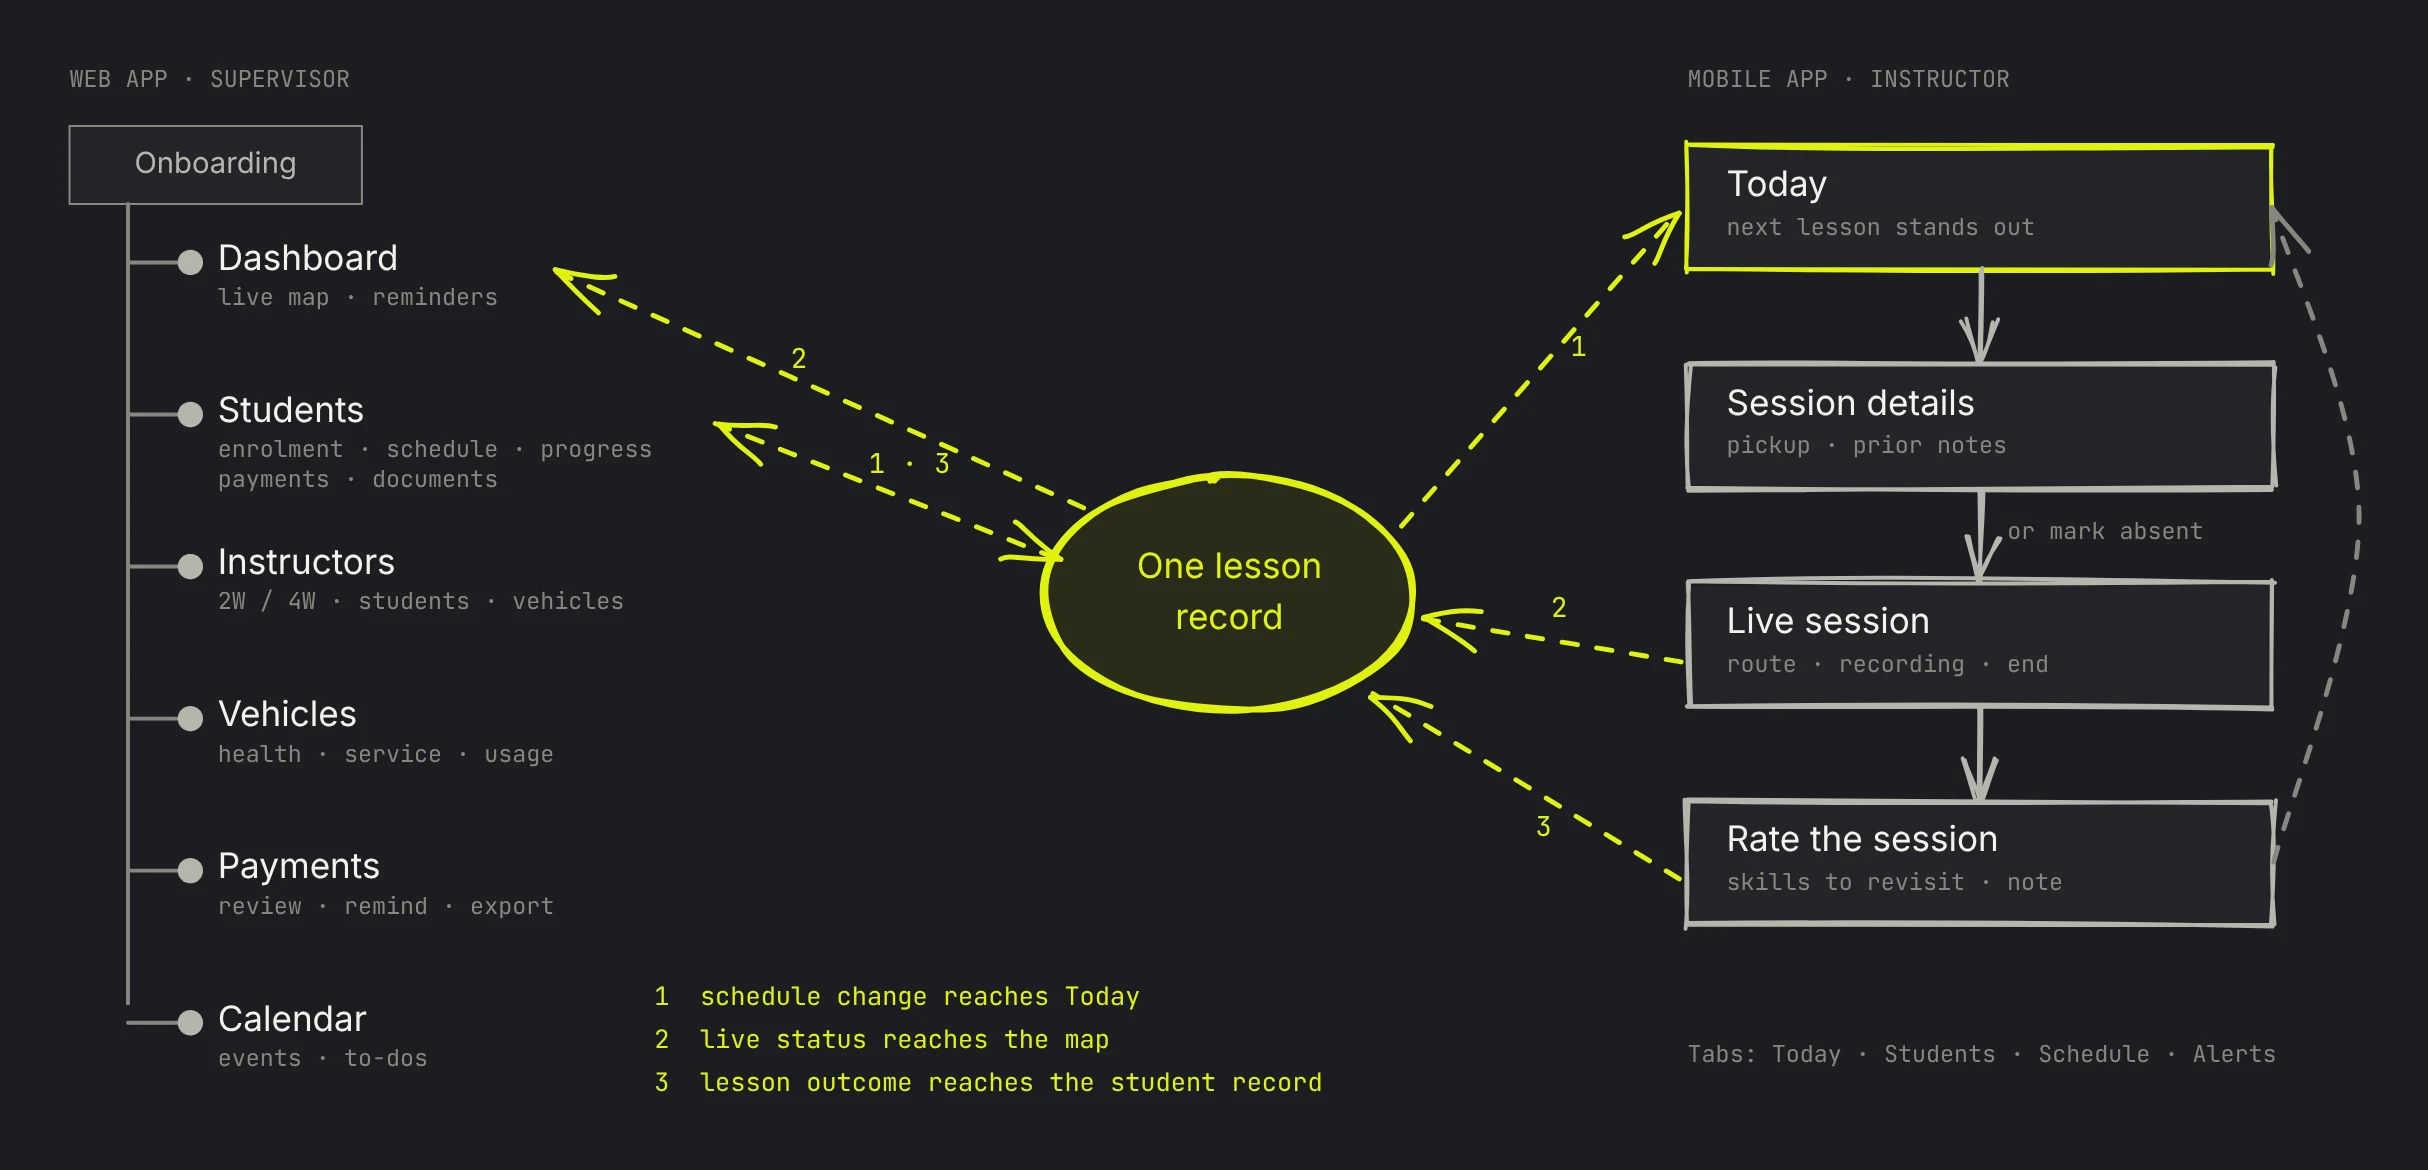 WEB APP · SUPERVISOR
Onboarding
Dashboard
live map · reminders
Students
enrolment · schedule · progress
payments · documents
Instructors
2W / 4W · students · vehicles
Vehicles
health · service · usage
Payments
review · remind · export
Calendar
events · to-dos
2
1 · 3
One lesson
record
1
2
3
1 schedule change reaches Today
2 live status reaches the map
3 lesson outcome reaches the student record
MOBILE APP · INSTRUCTOR
Today
next lesson stands out
Session details
pickup · prior notes
or mark absent
Live session
route · recording · end
Rate the session
skills to revisit · note
Tabs: Today · Students · Schedule · Alerts